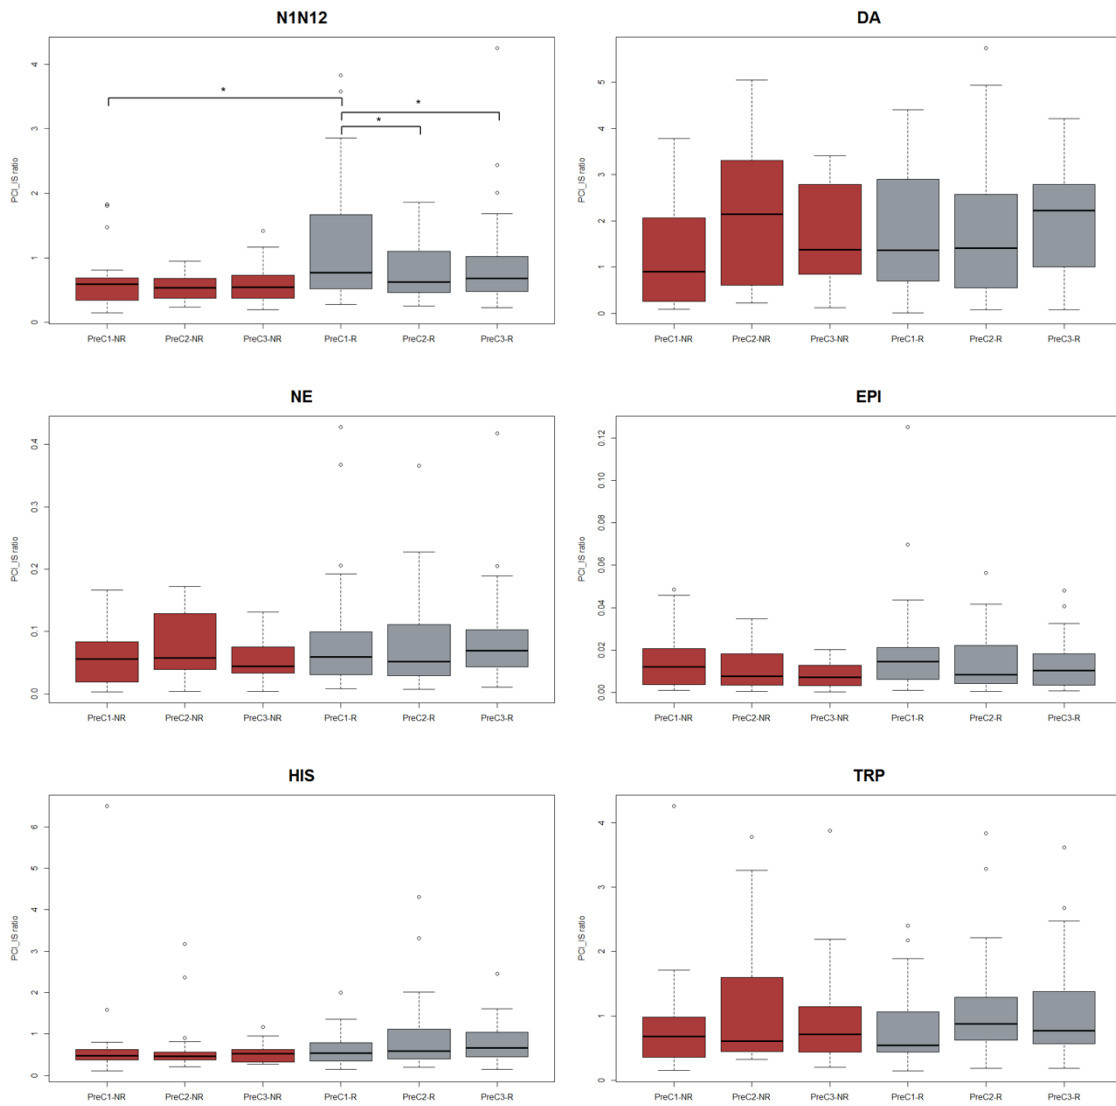 N1N12
PCI_IS ratio
4
3
2
1
0
* * *
PreC1-NR PreC2-NR PreC3-NR PreC1-R PreC2-R PreC3-R
DA
PCI_IS ratio
5
4
3
2
1
0
PreC1-NR PreC2-NR PreC3-NR PreC1-R PreC2-R PreC3-R
NE
PCI_IS ratio
0.4
0.3
0.2
0.1
0.0
PreC1-NR PreC2-NR PreC3-NR PreC1-R PreC2-R PreC3-R
EPI
PCI_IS ratio
0.12
0.10
0.08
0.06
0.04
0.02
0.00
PreC1-NR PreC2-NR PreC3-NR PreC1-R PreC2-R PreC3-R
HIS
PCI_IS ratio
6
5
4
3
2
1
0
PreC1-NR PreC2-NR PreC3-NR PreC1-R PreC2-R PreC3-R
TRP
PCI_IS ratio
4
3
2
1
0
PreC1-NR PreC2-NR PreC3-NR PreC1-R PreC2-R PreC3-R